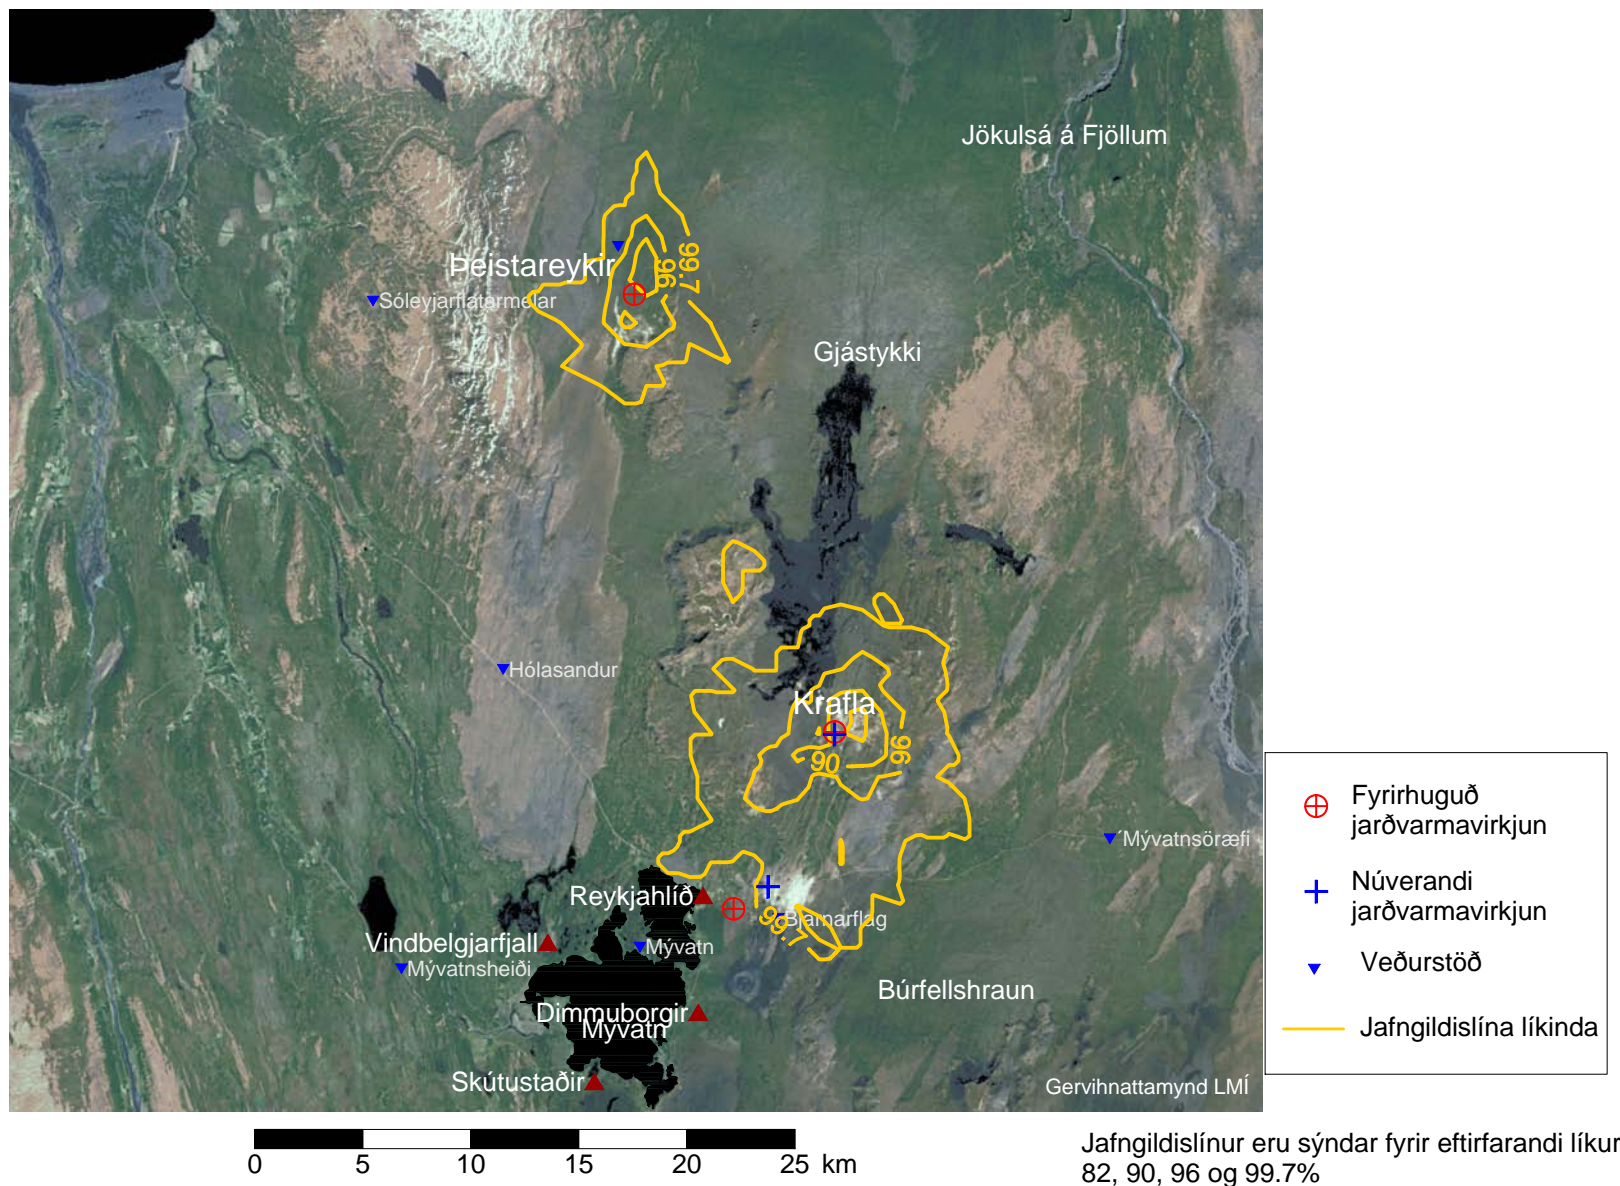 Jökulsá á Fjöllum
99.7
96
Þeistareykir
Sóleyjarflatarmelar
Gjástykki
Hólasandur
Krafla
96
90
Mývatnsöræfi
Reykjahlíð
99.7
Bjarnarflag
Vindbelgjarfjall
Mývatn
Mývatnsheiði
Búrfellshraun
Dimmuborgir
Mývatn
Skútustaðir
Gervihnattamynd LMÍ
Fyrirhuguð
jarðvarmavirkjun
Núverandi
jarðvarmavirkjun
Veðurstöð
Jafngildislína líkinda
0 5 10 15 20 25 km
Jafngildislínur eru sýndar fyrir eftirfarandi líkur
82, 90, 96 og 99.7%